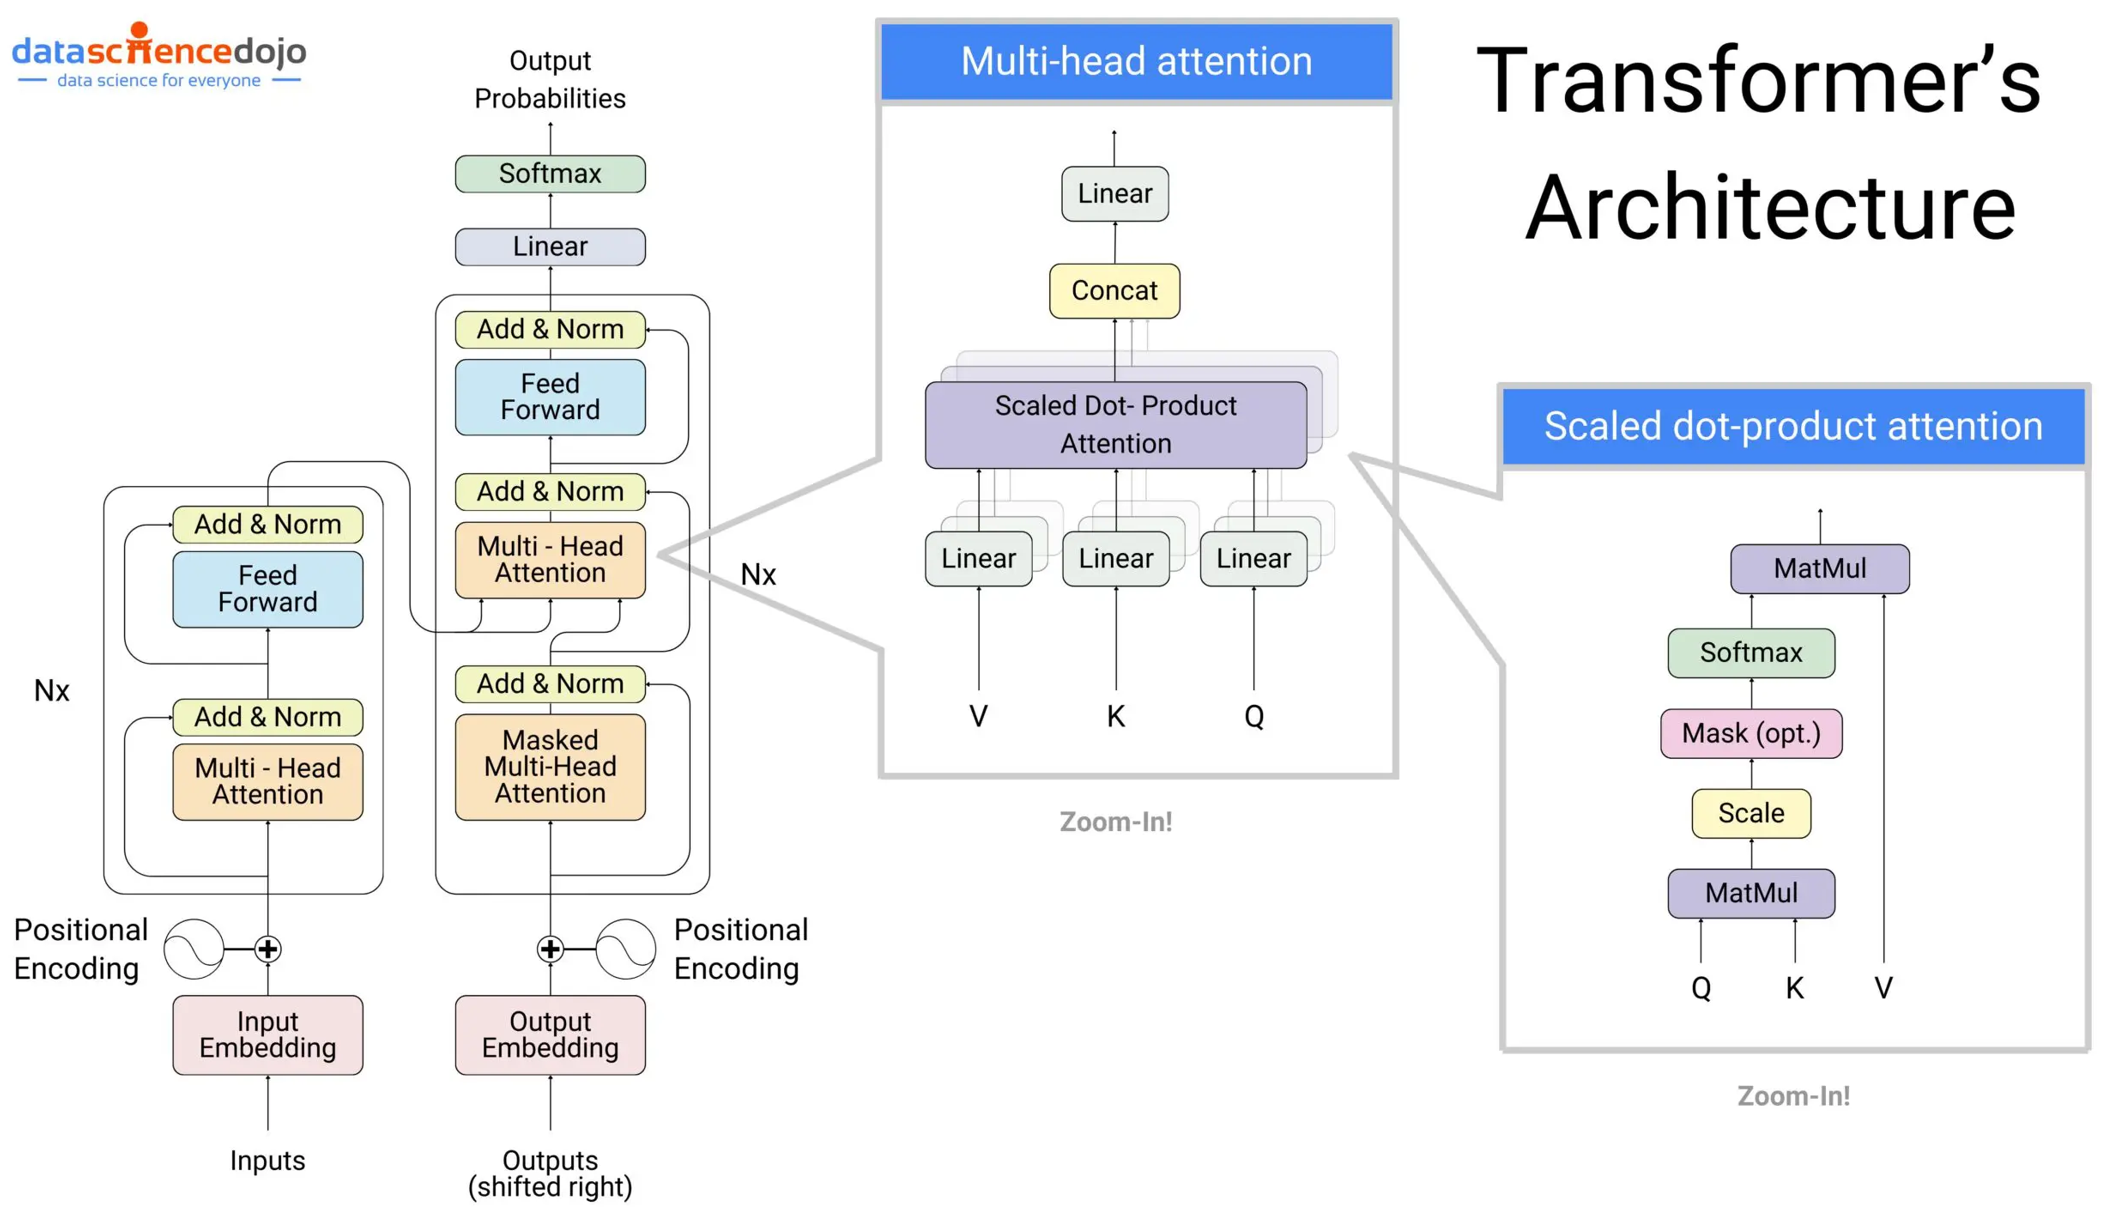 datasciencedojo
data science for everyone
Transformer's
Architecture
Output
Probabilities
Softmax
Linear
Add & Norm
Feed
Forward
Add & Norm
Multi - Head
Attention
Nx
Add & Norm
Masked
Multi-Head
Attention
Positional
Encoding
Output
Embedding
Outputs
(shifted right)
Add & Norm
Feed
Forward
Nx
Add & Norm
Multi - Head
Attention
Positional
Encoding
Input
Embedding
Inputs
Multi-head attention
Linear
Concat
Scaled Dot- Product
Attention
Linear
Linear
Linear
V
K
Q
Zoom-In!
Scaled dot-product attention
MatMul
Softmax
Mask (opt.)
Scale
MatMul
Q
K
V
Zoom-In!